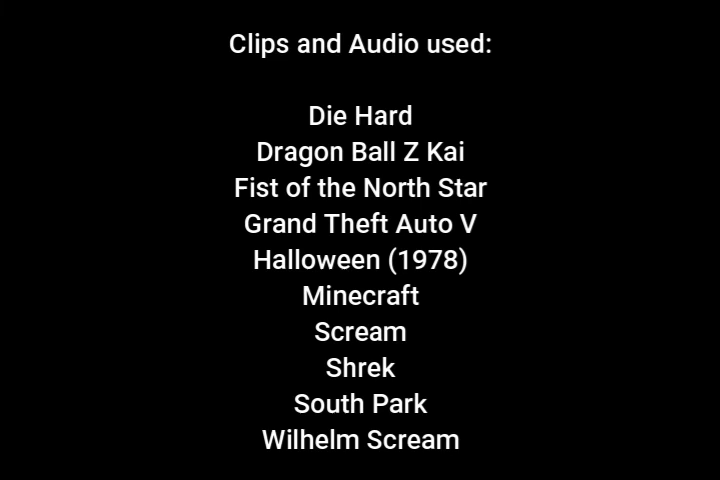 Clips and Audio used:
Die Hard
Dragon Ball Z Kai
Fist of the North Star
Grand Theft Auto V
Halloween (1978)
Minecraft
Scream
Shrek
South Park
Wilhelm Scream